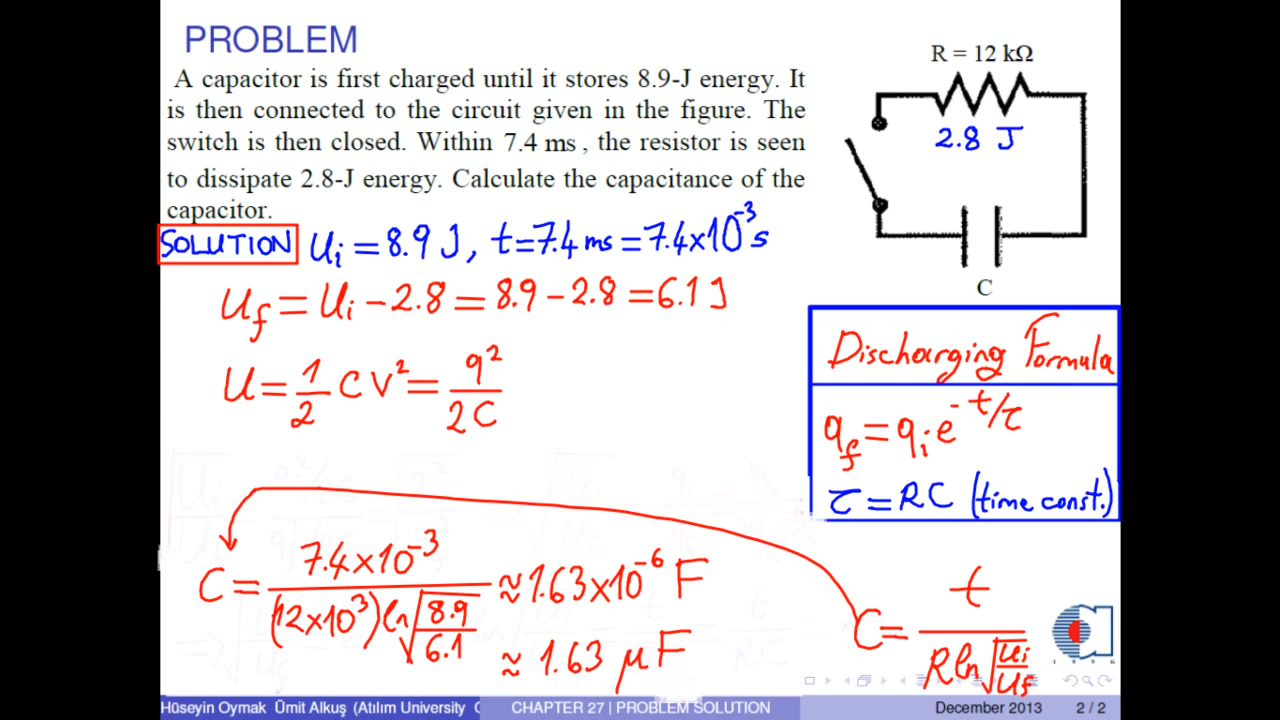 PROBLEM
A capacitor is first charged until it stores 8.9-J energy. It
is then connected to the circuit given in the figure. The
switch is then closed. Within 7.4 ms , the resistor is seen
to dissipate 2.8-J energy. Calculate the capacitance of the
capacitor.
R = 12 kΩ
2.8 J
C
SOLUTION Ui = 8.9 J, t = 7.4 ms = 7.4×10⁻³ s
Uf = Ui − 2.8 = 8.9 − 2.8 = 6.1 J
U = 1/2 C V² = q²/2C
Discharging Formula
qf = qi e^-t/τ
τ = RC (time const.)
C = t / R ln √Ui/Uf
C = 7.4×10⁻³ / (12×10³) ln √8.9/6.1 ≈ 1.63×10⁻⁶ F
≈ 1.63 μF
1 9 9 6
Hüseyin Oymak Ümit Alkuş (Atılım University
CHAPTER 27 | PROBLEM SOLUTION
December 2013
2 / 2